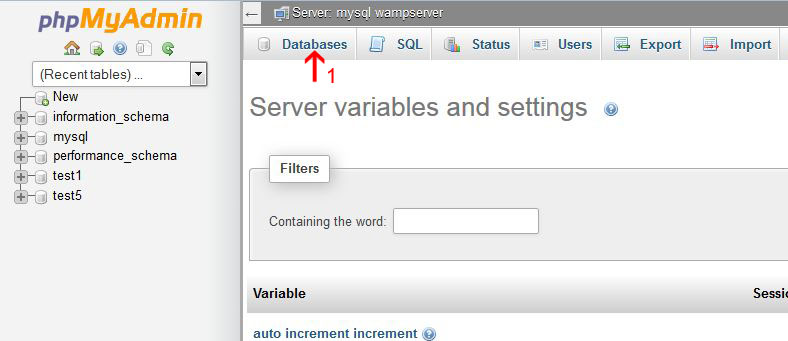 phpMyAdmin
(Recent tables) ...
New
information_schema
mysql
performance_schema
test1
test5
Server: mysql wampserver
Databases SQL Status Users Export Import
1
Server variables and settings
Filters
Containing the word:
Variable Sessi
auto increment increment